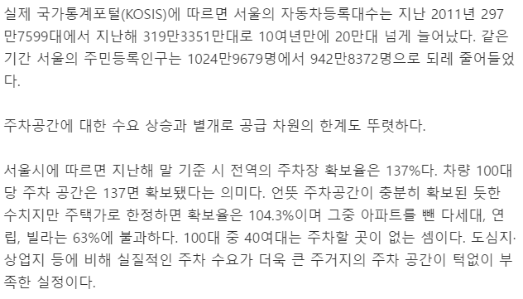 실제 국가통계포털(KOSIS)에 따르면 서울의 자동차등록대수는 지난 2011년 297
만7599대에서 지난해 319만3351만대로 10여년만에 20만대 넘게 늘어났다. 같은
기간 서울의 주민등록인구는 1024만9679명에서 942만8372명으로 되레 줄어들었
다.
주차공간에 대한 수요 상승과 별개로 공급 차원의 한계도 뚜렷하다.
서울시에 따르면 지난해 말 기준 시 전역의 주차장 확보율은 137%다. 차량 100대
당 주차 공간은 137면 확보됐다는 의미다. 언뜻 주차공간이 충분히 확보된 듯한
수치지만 주택가로 한정하면 확보율은 104.3%이며 그중 아파트를 뺀 다세대, 연
립, 빌라는 63%에 불과하다. 100대 중 40여대는 주차할 곳이 없는 셈이다. 도심지·
상업지 등에 비해 실질적인 주차 수요가 더욱 큰 주거지의 주차 공간이 턱없이 부
족한 실정이다.